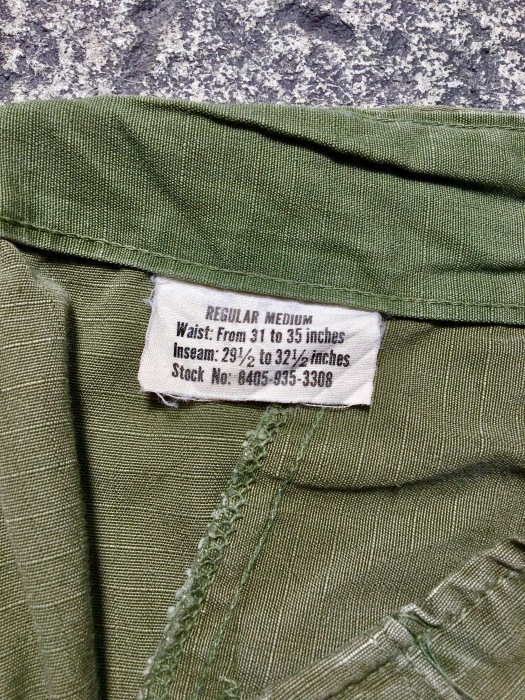 REGULAR MEDIUM
Waist: From 31 to 35 inches
Inseam: 29½ to 32½ inches
Stock No: 8405-935-3308